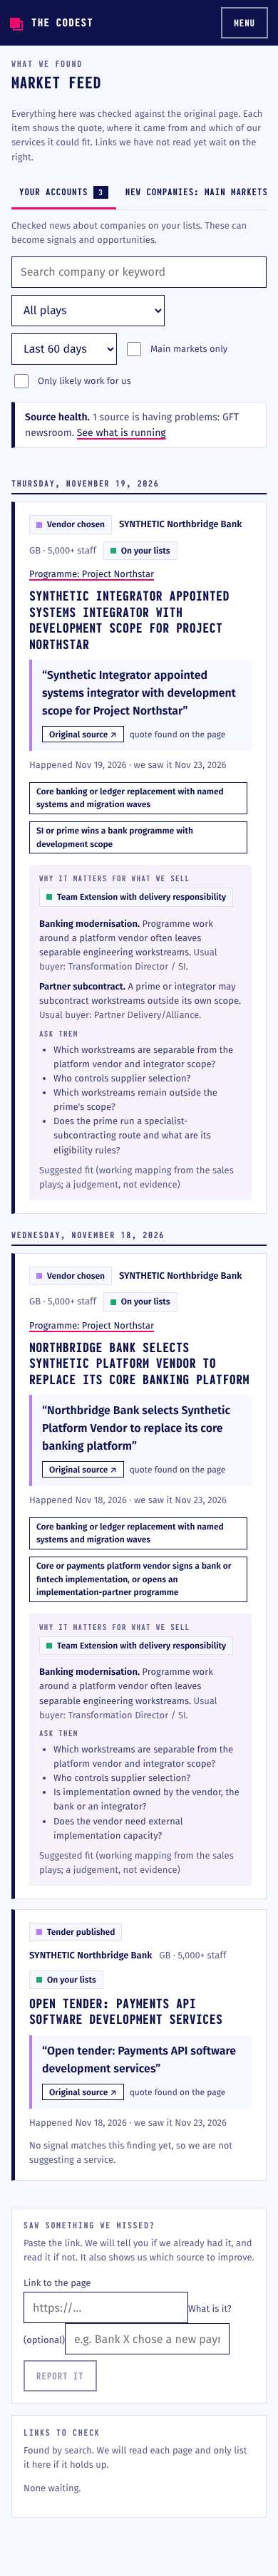 THE CODEST
MENU
WHAT WE FOUND
MARKET FEED
Everything here was checked against the original page. Each
item shows the quote, where it came from and which of our
services it could fit. Links we have not read yet wait on the
right.
YOUR ACCOUNTS 3
NEW COMPANIES: MAIN MARKETS
Checked news about companies on your lists. These can
become signals and opportunities.
Search company or keyword
All plays
Last 60 days
Main markets only
Only likely work for us
Source health. 1 source is having problems: GFT
newsroom. See what is running
THURSDAY, NOVEMBER 19, 2026
Vendor chosen
SYNTHETIC Northbridge Bank
GB · 5,000+ staff
On your lists
Programme: Project Northstar
SYNTHETIC INTEGRATOR APPOINTED
SYSTEMS INTEGRATOR WITH
DEVELOPMENT SCOPE FOR PROJECT
NORTHSTAR
“Synthetic Integrator appointed
systems integrator with development
scope for Project Northstar”
Original source ↗
quote found on the page
Happened Nov 19, 2026 · we saw it Nov 23, 2026
Core banking or ledger replacement with named
systems and migration waves
SI or prime wins a bank programme with
development scope
WHY IT MATTERS FOR WHAT WE SELL
Team Extension with delivery responsibility
Banking modernisation. Programme work
around a platform vendor often leaves
separable engineering workstreams. Usual
buyer: Transformation Director / SI.
Partner subcontract. A prime or integrator may
subcontract workstreams outside its own scope.
Usual buyer: Partner Delivery/Alliance.
ASK THEM
• Which workstreams are separable from the
platform vendor and integrator scope?
• Who controls supplier selection?
• Which workstreams remain outside the
prime's scope?
• Does the prime run a specialist-
subcontracting route and what are its
eligibility rules?
Suggested fit (working mapping from the sales
plays; a judgement, not evidence)
WEDNESDAY, NOVEMBER 18, 2026
Vendor chosen
SYNTHETIC Northbridge Bank
GB · 5,000+ staff
On your lists
Programme: Project Northstar
NORTHBRIDGE BANK SELECTS
SYNTHETIC PLATFORM VENDOR TO
REPLACE ITS CORE BANKING PLATFORM
“Northbridge Bank selects Synthetic
Platform Vendor to replace its core
banking platform”
Original source ↗
quote found on the page
Happened Nov 18, 2026 · we saw it Nov 23, 2026
Core banking or ledger replacement with named
systems and migration waves
Core or payments platform vendor signs a bank or
fintech implementation, or opens an
implementation-partner programme
WHY IT MATTERS FOR WHAT WE SELL
Team Extension with delivery responsibility
Banking modernisation. Programme work
around a platform vendor often leaves
separable engineering workstreams. Usual
buyer: Transformation Director / SI.
ASK THEM
• Which workstreams are separable from the
platform vendor and integrator scope?
• Who controls supplier selection?
• Is implementation owned by the vendor, the
bank or an integrator?
• Does the vendor need external
implementation capacity?
Suggested fit (working mapping from the sales
plays; a judgement, not evidence)
Tender published
SYNTHETIC Northbridge Bank GB · 5,000+ staff
On your lists
OPEN TENDER: PAYMENTS API
SOFTWARE DEVELOPMENT SERVICES
“Open tender: Payments API software
development services”
Original source ↗
quote found on the page
Happened Nov 18, 2026 · we saw it Nov 23, 2026
No signal matches this finding yet, so we are not
suggesting a service.
SAW SOMETHING WE MISSED?
Paste the link. We will tell you if we already had it, and
read it if not. It also shows us which source to improve.
Link to the page
https://...
What is it?
(optional)
e.g. Bank X chose a new payr
REPORT IT
LINKS TO CHECK
Found by search. We will read each page and only list
it here if it holds up.
None waiting.